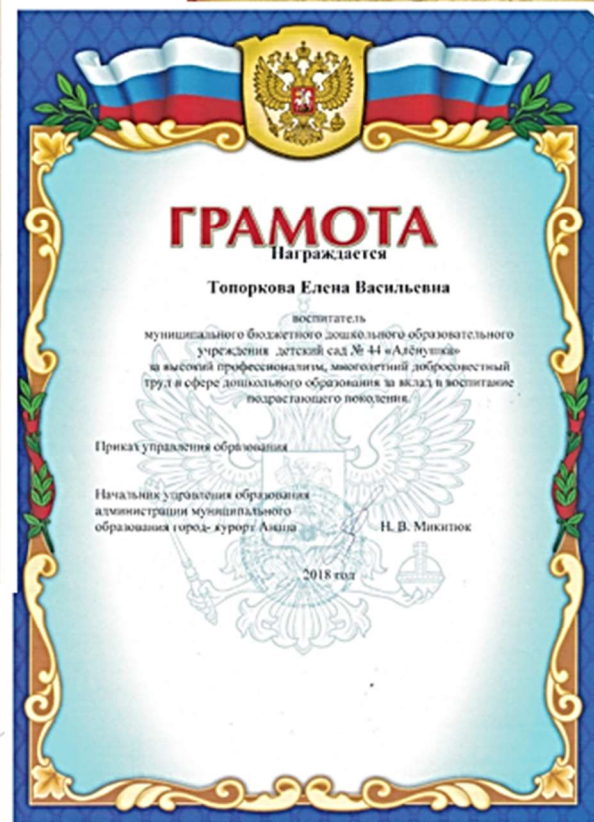 ГРАМОТА
Награждается
Топоркова Елена Васильевна
воспитатель
муниципального бюджетного дошкольного образовательного
учреждения детский сад № 44 «Алёнушка»
за высокий профессионализм, многолетний добросовестный
труд в сфере дошкольного образования за вклад в воспитание
подрастающего поколения.
Приказ управления образования
Начальник управления образования
администрации муниципального
образования город- курорт Анапа Н. В. Микитюк
2018 год